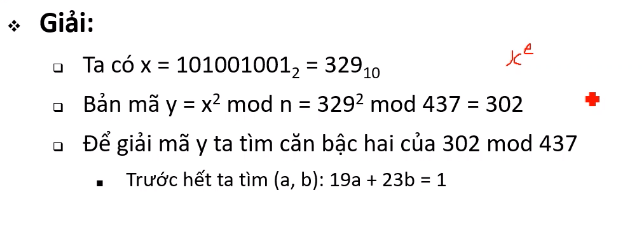 ❖ Giải:
❑ Ta có x = 101001001₂ = 329₁₀
xᵉ
❑ Bản mã y = x² mod n = 329² mod 437 = 302
❑ Để giải mã y ta tìm căn bậc hai của 302 mod 437
▪ Trước hết ta tìm (a, b): 19a + 23b = 1